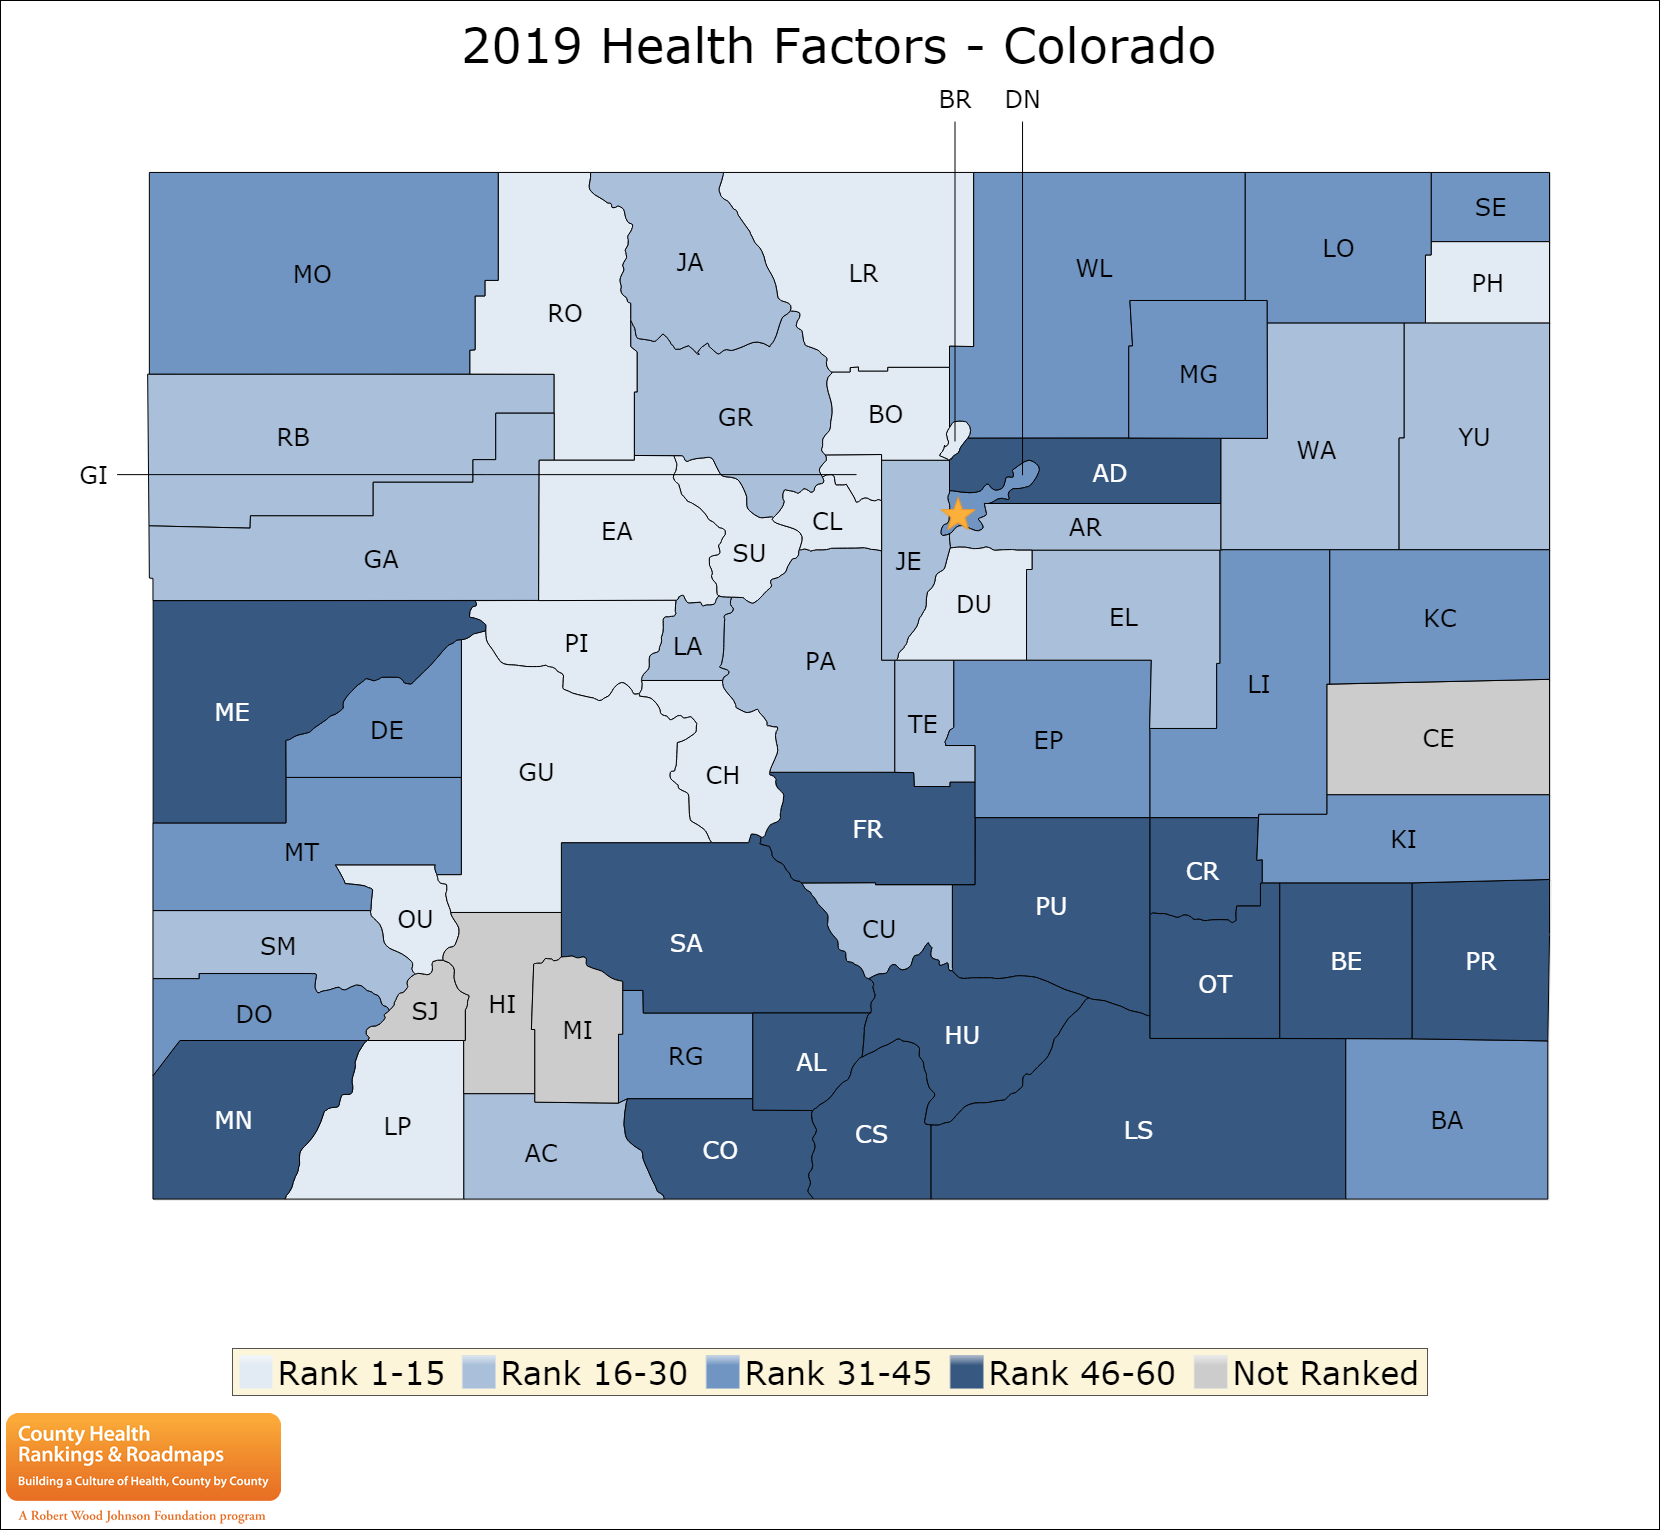 2019 Health Factors - Colorado
BR DN
MO
RO
JA
LR
WL
LO
SE
PH
MG
RB
GR
BO
WA
YU
GI
AD
EA
CL
AR
SU
GA
JE
DU
EL
KC
PI
LA
PA
LI
ME
DE
TE
EP
CE
GU
CH
MT
FR
CR
KI
OU
SA
CU
PU
SM
BE
PR
OT
DO
SJ
HI
MI
HU
RG
AL
MN
LP
AC
CO
CS
LS
BA
Rank 1-15 Rank 16-30 Rank 31-45 Rank 46-60 Not Ranked
County Health
Rankings & Roadmaps
Building a Culture of Health, County by County
A Robert Wood Johnson Foundation program